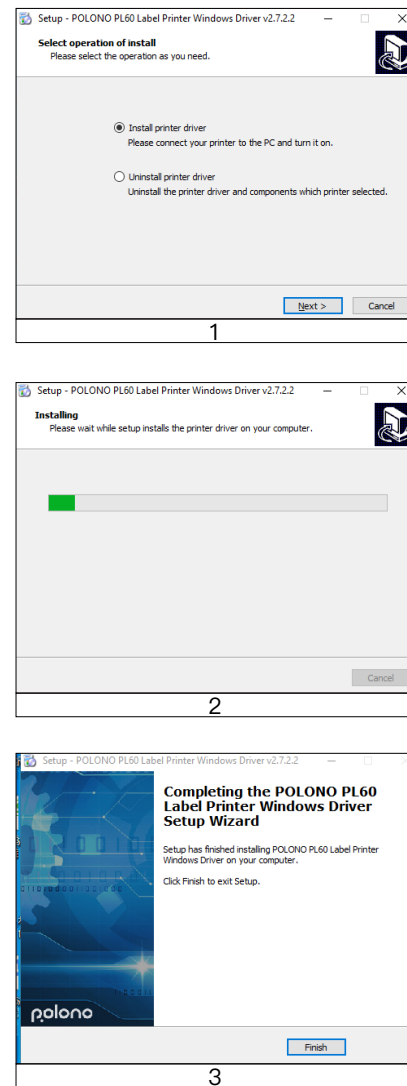 Setup - POLONO PL60 Label Printer Windows Driver v2.7.2.2
Select operation of install
Please select the operation as you need.
Install printer driver
Please connect your printer to the PC and turn it on.
Uninstall printer driver
Uninstall the printer driver and components which printer selected.
Next >
Cancel
1
Setup - POLONO PL60 Label Printer Windows Driver v2.7.2.2
Installing
Please wait while setup installs the printer driver on your computer.
Cancel
2
Setup - POLONO PL60 Label Printer Windows Driver v2.7.2.2
Completing the POLONO PL60
Label Printer Windows Driver
Setup Wizard
Setup has finished installing POLONO PL60 Label Printer
Windows Driver on your computer.
Click Finish to exit Setup.
polono
Finish
3